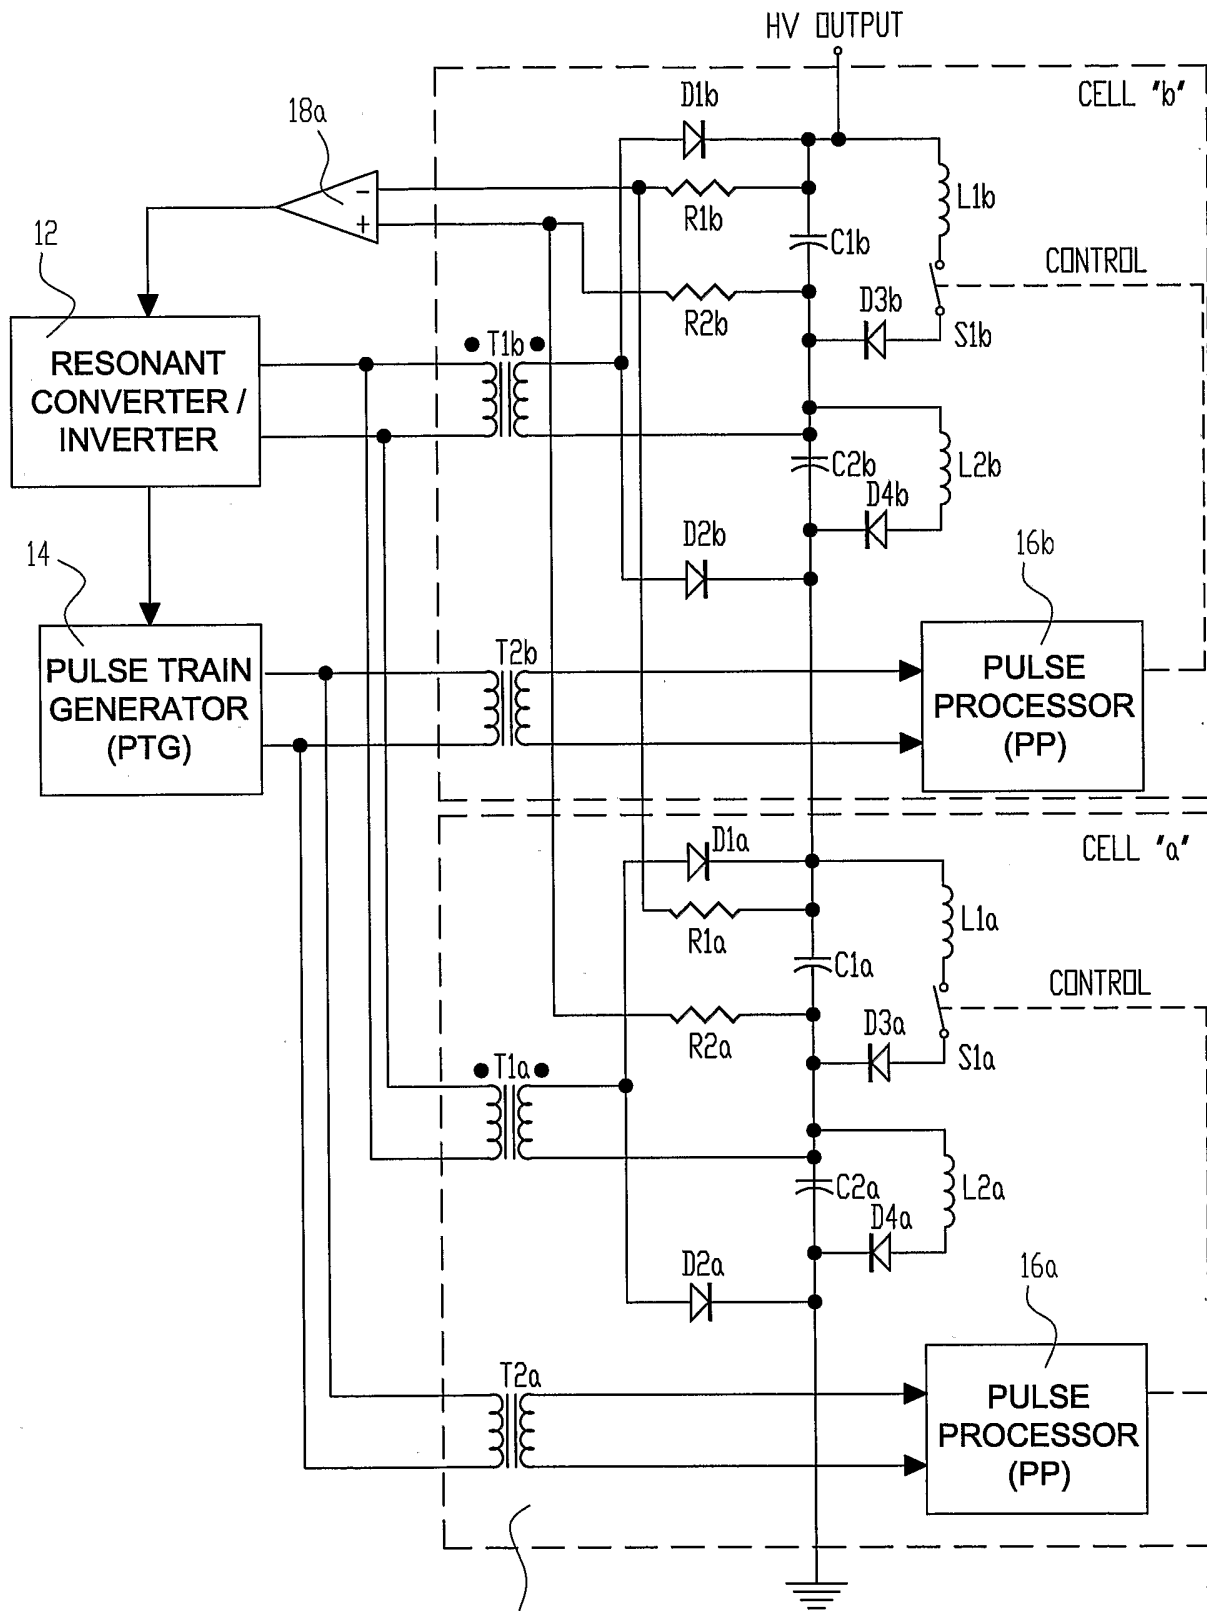 HV OUTPUT
CELL "b"
D1b
18a
−
+
R1b
L1b
C1b
12
CONTROL
D3b
R2b
S1b
T1b
RESONANT
CONVERTER /
INVERTER
C2b
L2b
D4b
D2b
14
16b
T2b
PULSE TRAIN
GENERATOR
(PTG)
PULSE
PROCESSOR
(PP)
D1a
CELL "a"
R1a
L1a
C1a
CONTROL
D3a
R2a
S1a
T1a
C2a
L2a
D4a
D2a
16a
T2a
PULSE
PROCESSOR
(PP)